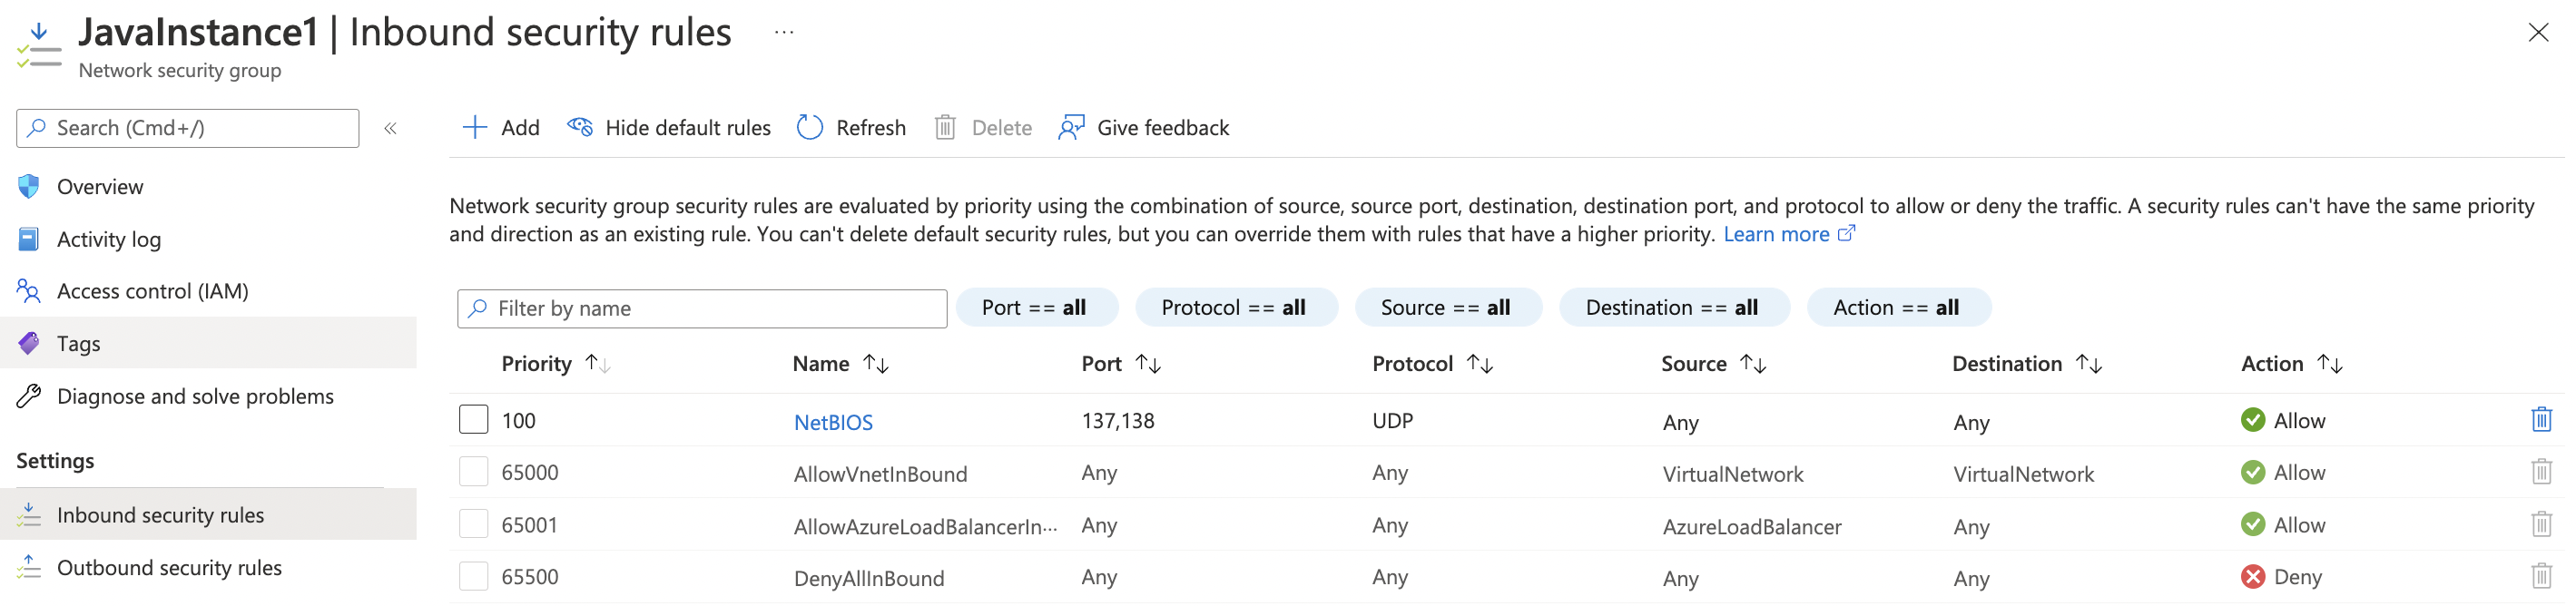 JavaInstance1 | Inbound security rules ...
Network security group
Search (Cmd+/)
«
Add
Hide default rules
Refresh
Delete
Give feedback
Overview
Activity log
Access control (IAM)
Tags
Diagnose and solve problems
Settings
Inbound security rules
Outbound security rules
Network security group security rules are evaluated by priority using the combination of source, source port, destination, destination port, and protocol to allow or deny the traffic. A security rules can't have the same priority
and direction as an existing rule. You can't delete default security rules, but you can override them with rules that have a higher priority. Learn more
Filter by name Port == all Protocol == all Source == all Destination == all Action == all
Priority ↑↓ Name ↑↓ Port ↑↓ Protocol ↑↓ Source ↑↓ Destination ↑↓ Action ↑↓
100 NetBIOS 137,138 UDP Any Any Allow
65000 AllowVnetInBound Any Any VirtualNetwork VirtualNetwork Allow
65001 AllowAzureLoadBalancerIn... Any Any AzureLoadBalancer Any Allow
65500 DenyAllInBound Any Any Any Any Deny